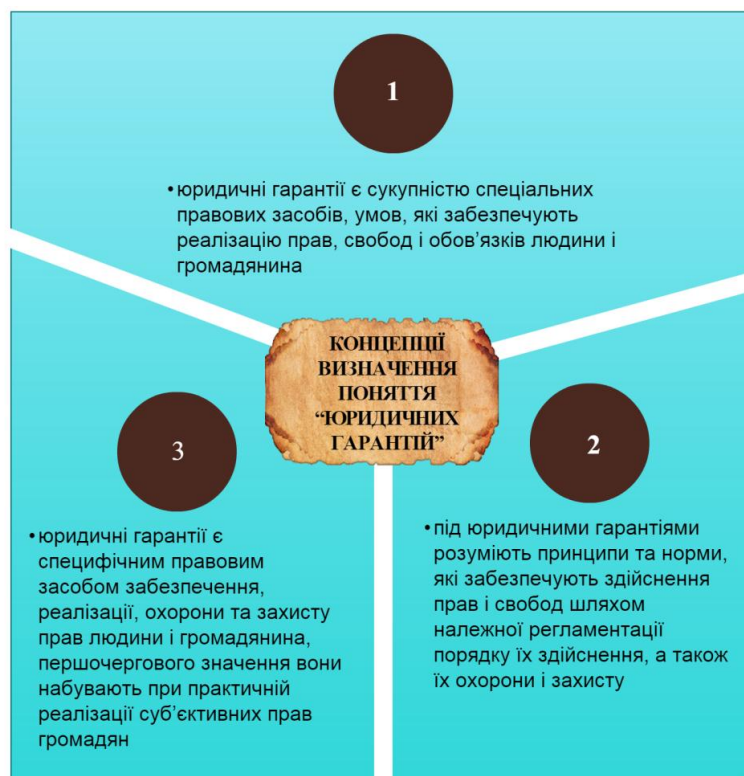 1
•юридичні гарантії є сукупністю спеціальних
правових засобів, умов, які забезпечують
реалізацію прав, свобод і обов’язків людини і
громадянина
КОНЦЕПЦІЇ
ВИЗНАЧЕННЯ
ПОНЯТТЯ
“ЮРИДИЧНИХ
ГАРАНТІЙ”
2
•під юридичними гарантіями
розуміють принципи та норми,
які забезпечують здійснення
прав і свобод шляхом
належної регламентації
порядку їх здійснення, а також
їх охорони і захисту
3
•юридичні гарантії є
специфічним правовим
засобом забезпечення,
реалізації, охорони та захисту
прав людини і громадянина,
першочергового значення вони
набувають при практичній
реалізації суб’єктивних прав
громадян